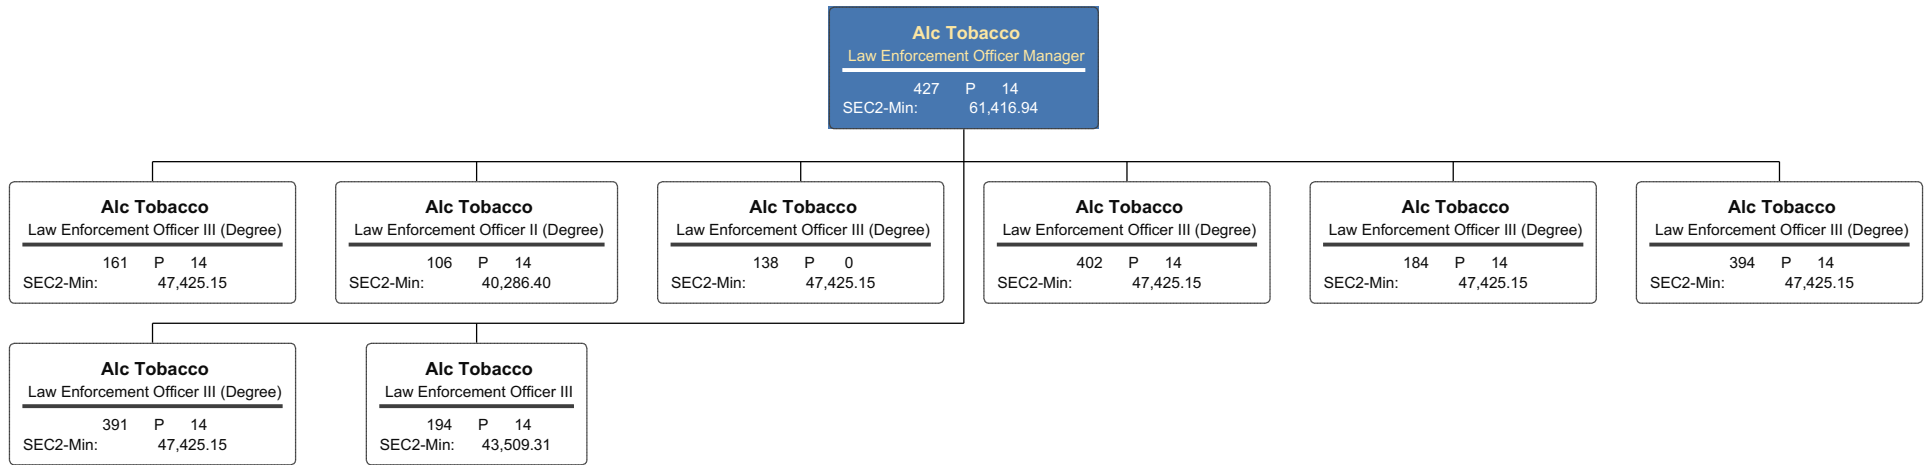 Alc Tobacco
Law Enforcement Officer Manager
427 P 14
SEC2-Min: 61,416.94
Alc Tobacco
Law Enforcement Officer III (Degree)
161 P 14
SEC2-Min: 47,425.15
Alc Tobacco
Law Enforcement Officer II (Degree)
106 P 14
SEC2-Min: 40,286.40
Alc Tobacco
Law Enforcement Officer III (Degree)
138 P 0
SEC2-Min: 47,425.15
Alc Tobacco
Law Enforcement Officer III (Degree)
402 P 14
SEC2-Min: 47,425.15
Alc Tobacco
Law Enforcement Officer III (Degree)
184 P 14
SEC2-Min: 47,425.15
Alc Tobacco
Law Enforcement Officer III (Degree)
394 P 14
SEC2-Min: 47,425.15
Alc Tobacco
Law Enforcement Officer III (Degree)
391 P 14
SEC2-Min: 47,425.15
Alc Tobacco
Law Enforcement Officer III
194 P 14
SEC2-Min: 43,509.31